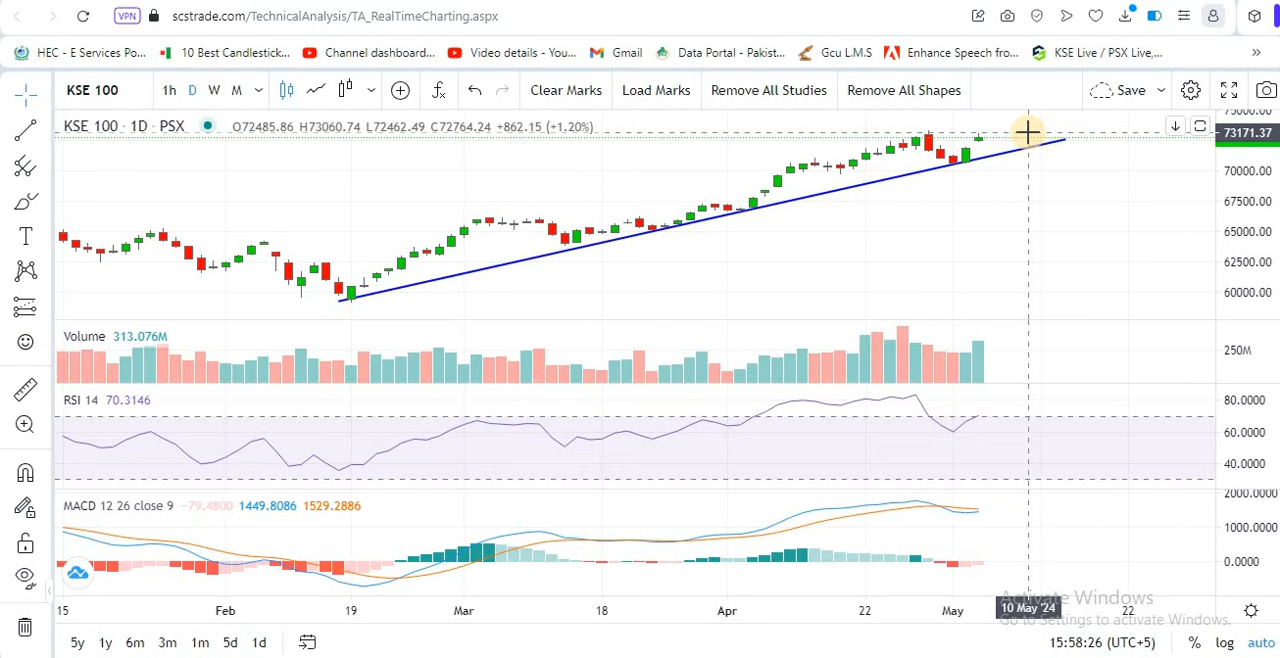 VPN scstrade.com/TechnicalAnalysis/TA_RealTimeCharting.aspx
HEC - E Services Po... 10 Best Candlestick... Channel dashboard... Video details - You... Gmail Data Portal - Pakist... Gcu L.M.S Enhance Speech fro... KSE Live / PSX Live,... »
KSE 100 1h D W M Clear Marks Load Marks Remove All Studies Remove All Shapes Save
KSE 100 · 1D · PSX O72485.86 H73060.74 L72462.49 C72764.24 +862.15 (+1.20%)
75000.00
73171.37
70000.00
67500.00
65000.00
62500.00
60000.00
Volume 313.076M
250M
RSI 14 70.3146
80.0000
60.0000
40.0000
MACD 12 26 close 9 −79.4800 1449.8086 1529.2886
2000.0000
1000.0000
0.0000
15 Feb 19 Mar 18 Apr 22 May 10 May '24 22
Activate Windows
Go to Settings to activate Windows.
5y 1y 6m 3m 1m 5d 1d 15:58:26 (UTC+5) % log auto